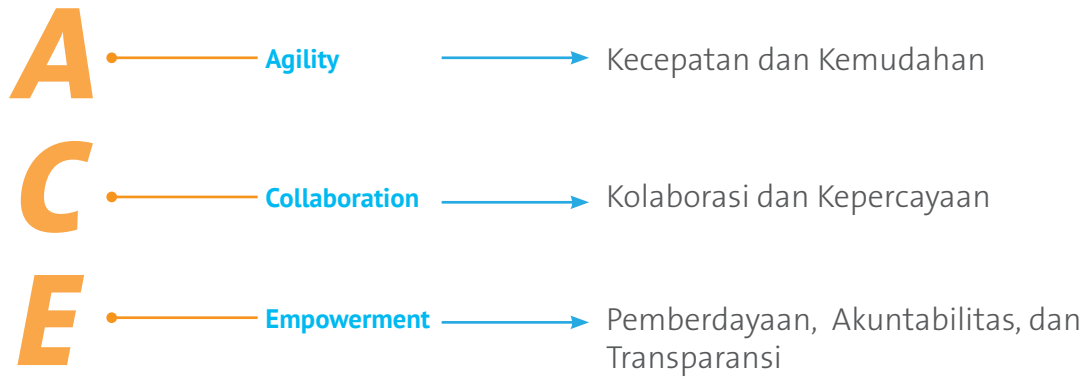 A Agility Kecepatan dan Kemudahan
C Collaboration Kolaborasi dan Kepercayaan
E Empowerment Pemberdayaan, Akuntabilitas, dan
Transparansi